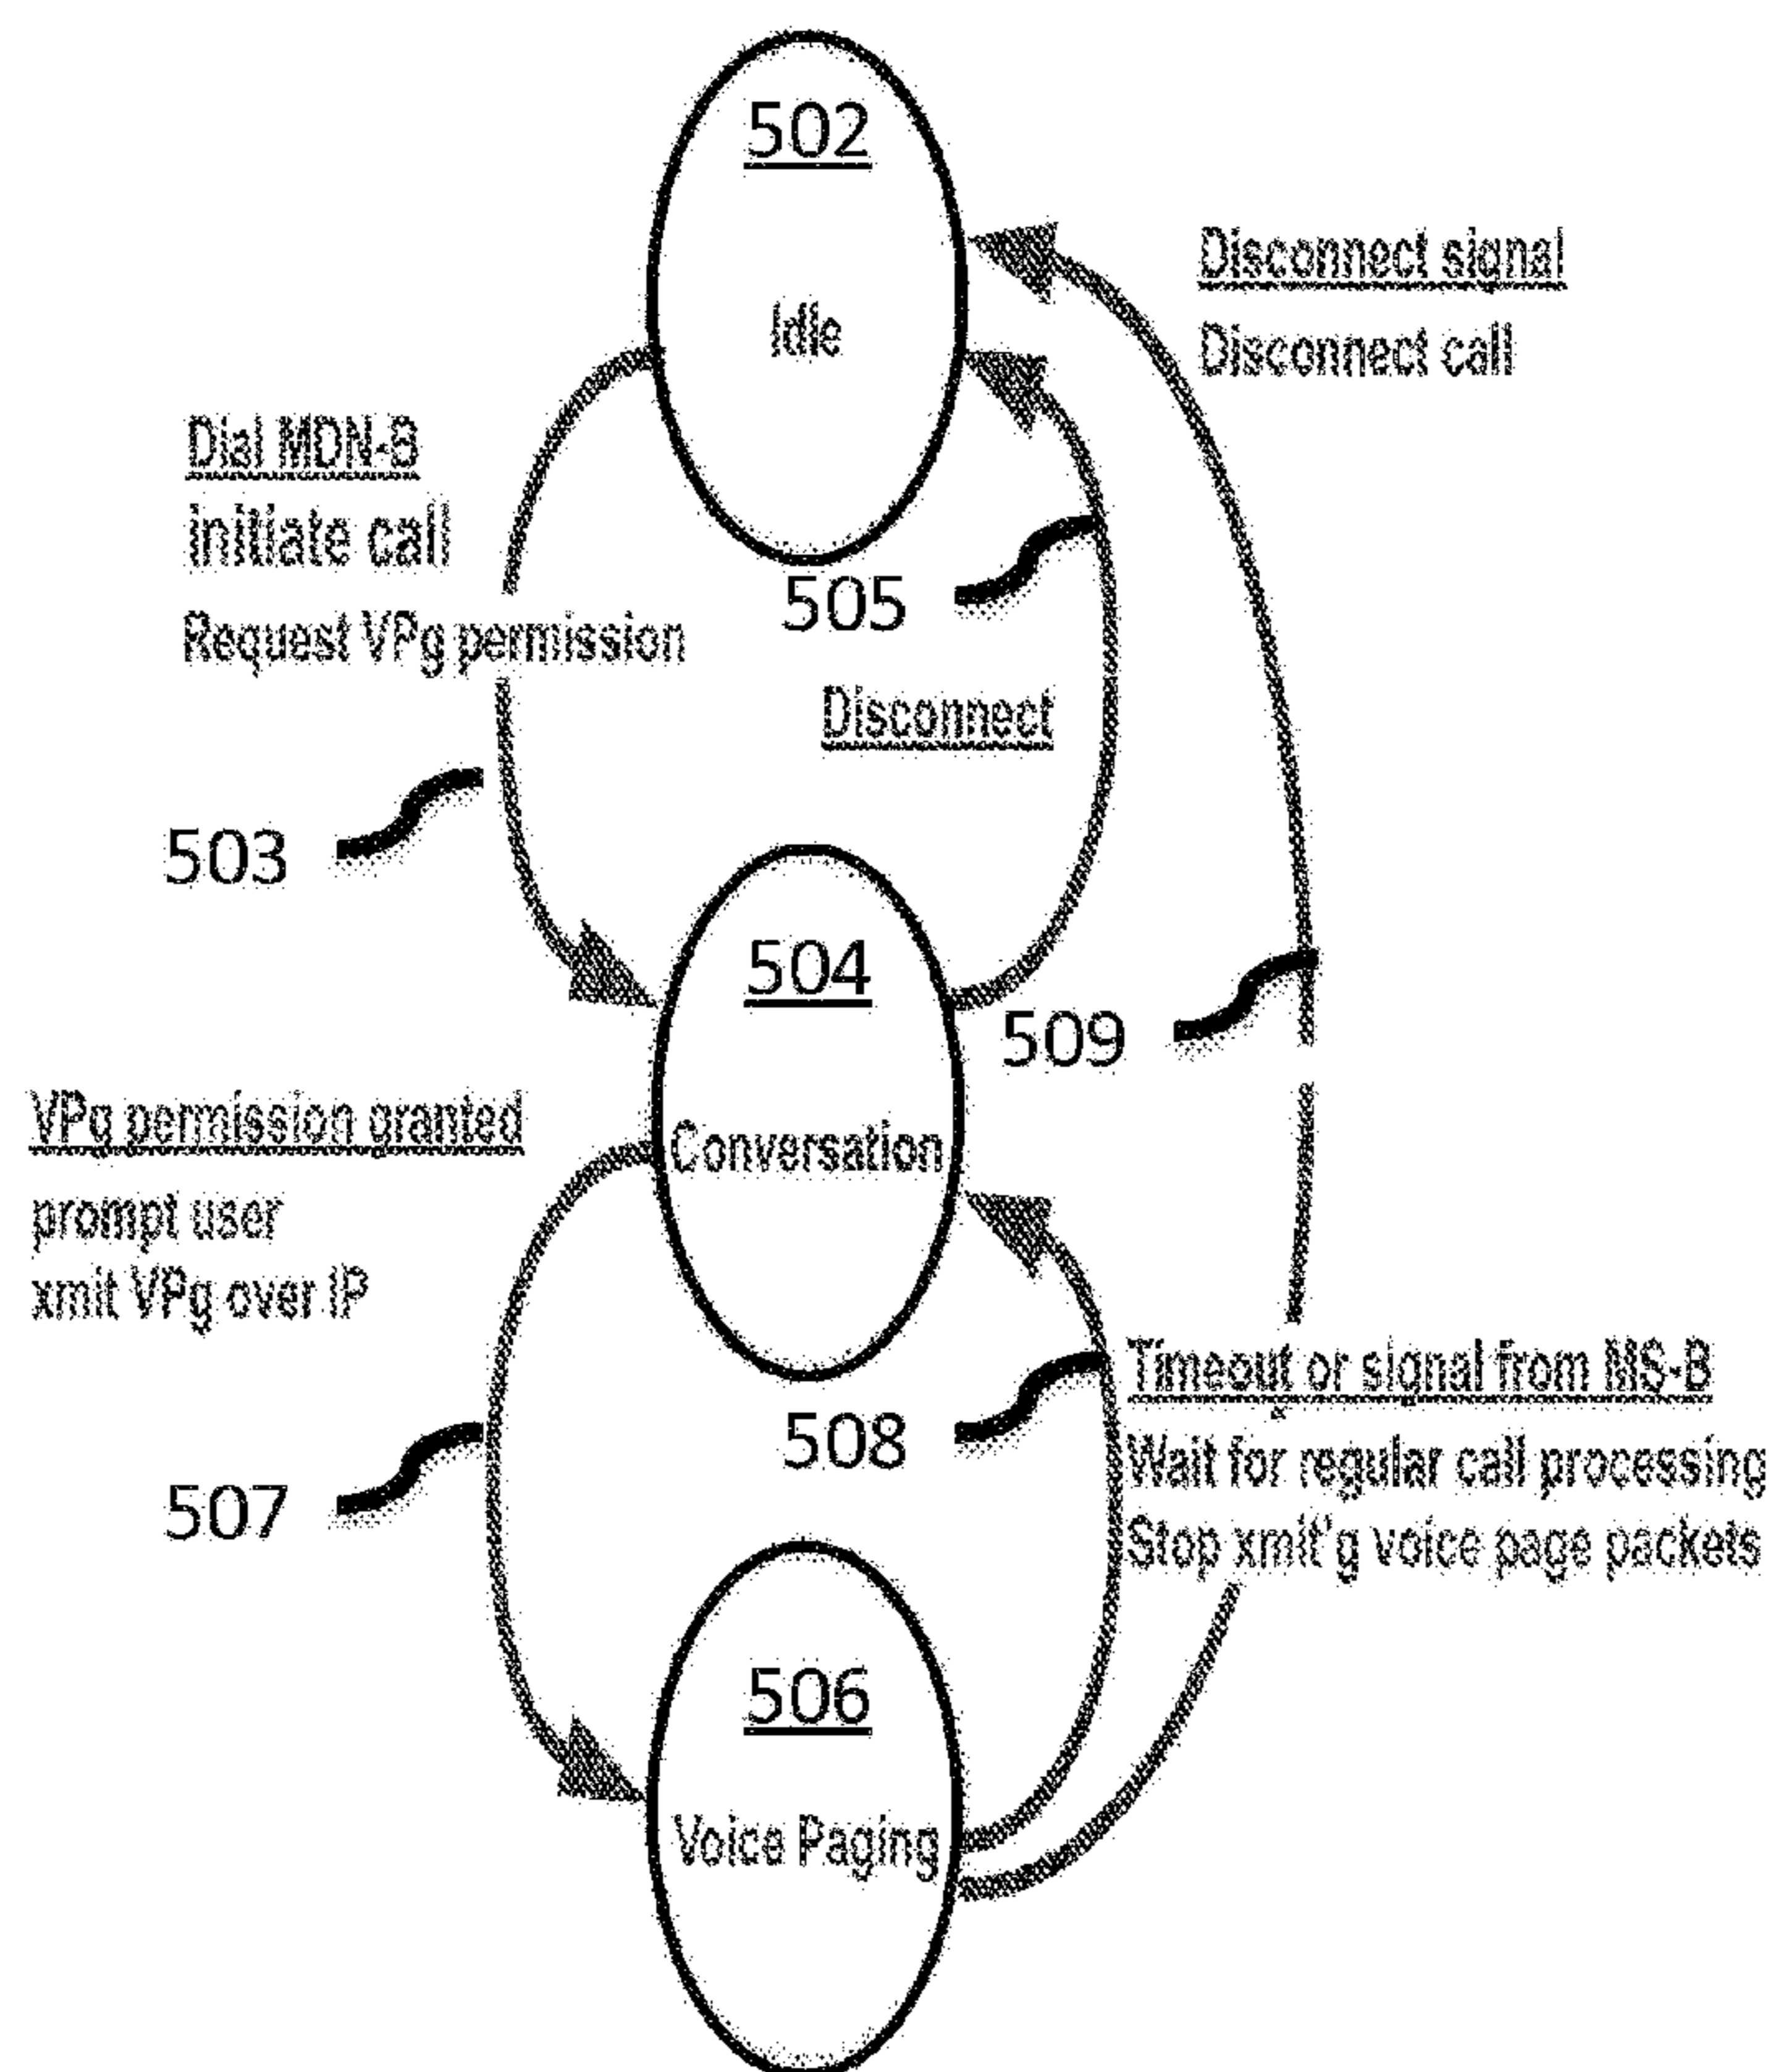 502
Idle
Disconnect signal
Disconnect call
Dial MDN-B
initiate call
Request VPg permission
505
Disconnect
503
504
Conversation
509
VPg permission granted
prompt user
xmit VPg over IP
508
Timeout or signal from MS-B
Wait for regular call processing
Stop xmit'g voice page packets
507
506
Voice Paging